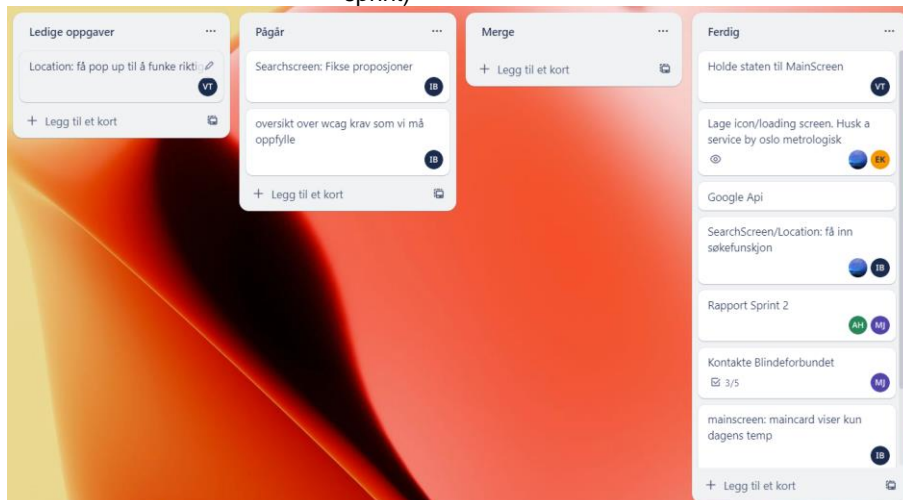 sprint)
Ledige oppgaver
Location: få pop up til å funke riktig
VT
+ Legg til et kort
Pågår
Searchscreen: Fikse proposjoner
IB
oversikt over wcag krav som vi må
oppfylle
IB
+ Legg til et kort
Merge
+ Legg til et kort
Ferdig
Holde staten til MainScreen
VT
Lage icon/loading screen. Husk a
service by oslo metrologisk
EK
Google Api
SearchScreen/Location: få inn
søkefunskjon
IB
Rapport Sprint 2
AH MJ
Kontakte Blindeforbundet
3/5
MJ
mainscreen: maincard viser kun
dagens temp
IB
+ Legg til et kort